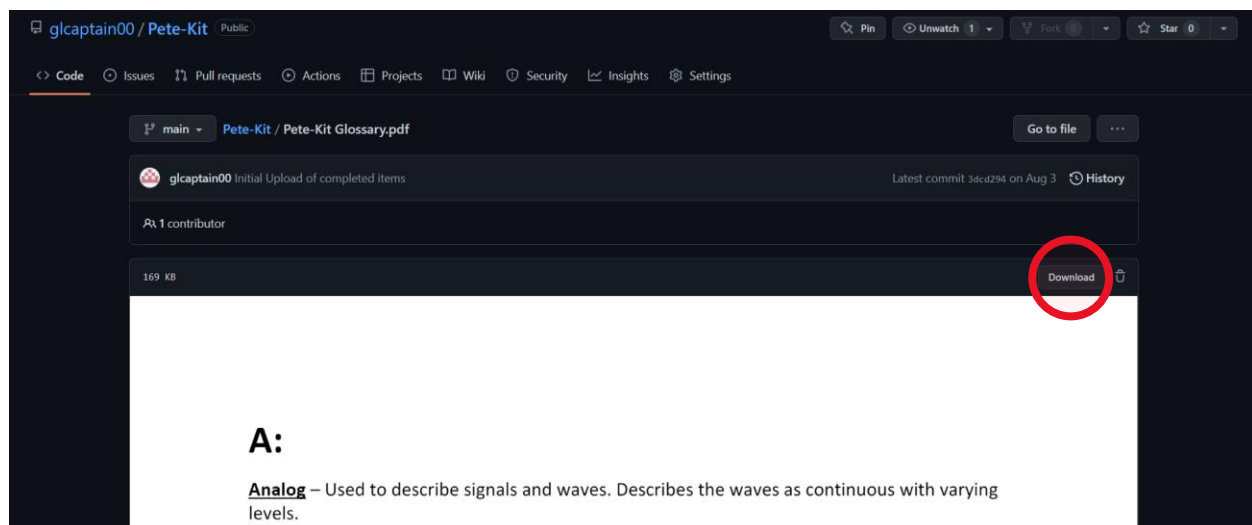 glcaptain00 / Pete-Kit Public Pin Unwatch 1 Fork 0 Star 0
Code Issues Pull requests Actions Projects Wiki Security Insights Settings
main Pete-Kit / Pete-Kit Glossary.pdf Go to file ...
glcaptain00 Initial Upload of completed items Latest commit 3dcd294 on Aug 3 History
1 contributor
169 KB Download
A:
Analog – Used to describe signals and waves. Describes the waves as continuous with varying
levels.